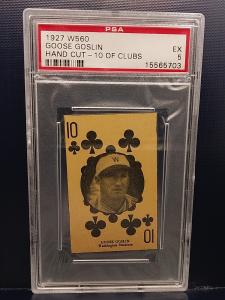 PSA
1927 W560
GOOSE GOSLIN
HAND CUT - 10 OF CLUBS
EX
5
15565703
10
W
GOOSE GOSLIN
Washington Senators
10